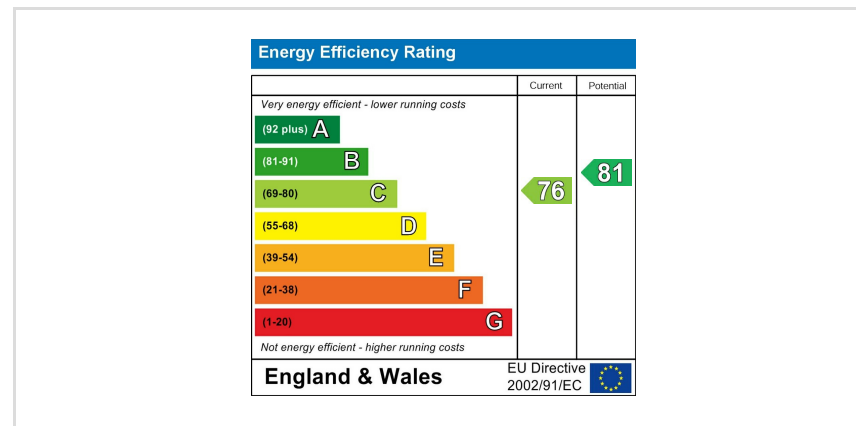 Energy Efficiency Rating
Current Potential
Very energy efficient - lower running costs
(92 plus) A
(81-91) B
(69-80) C
(55-68) D
(39-54) E
(21-38) F
(1-20) G
76
81
Not energy efficient - higher running costs
England & Wales
EU Directive
2002/91/EC